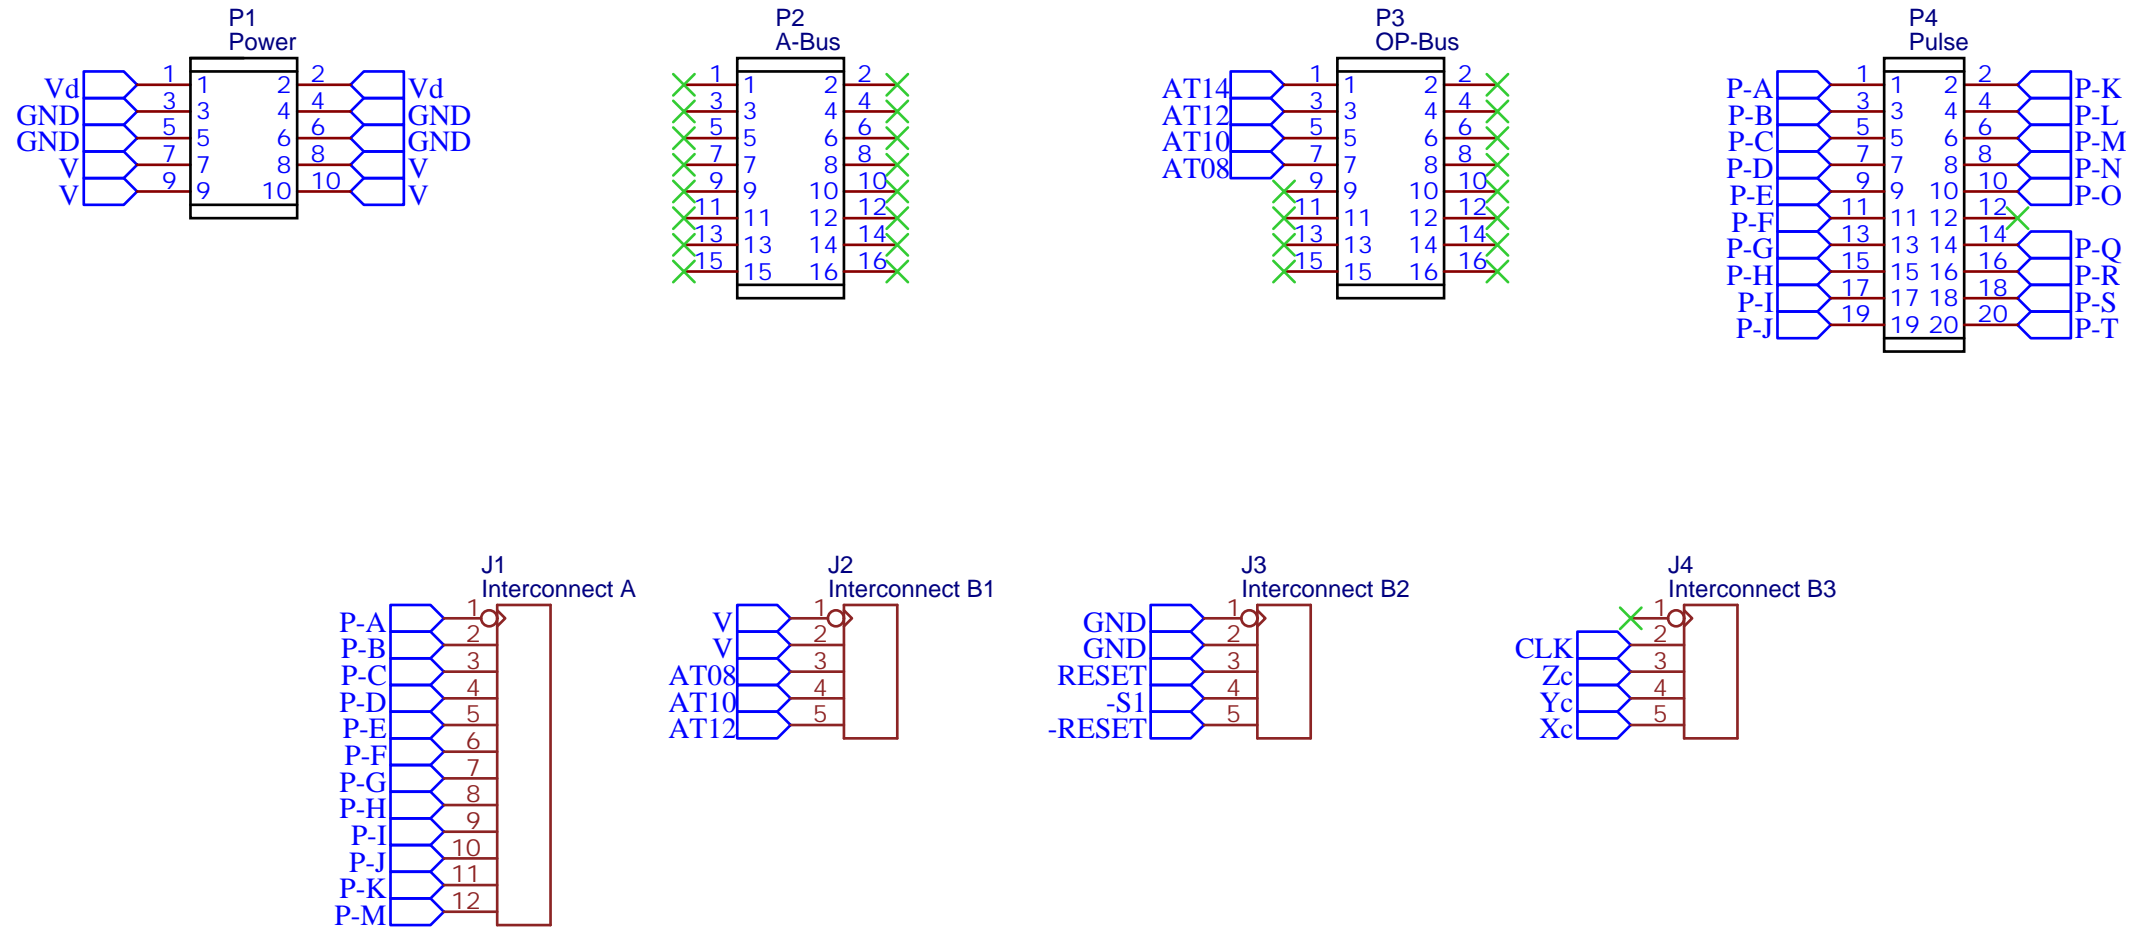 P1
Power
Vd 1 1 2 2 Vd
GND 3 3 4 4 GND
GND 5 5 6 6 GND
V 7 7 8 8 V
V 9 9 10 10 V
P2
A-Bus
1 1 2 2
3 3 4 4
5 5 6 6
7 7 8 8
9 9 10 10
11 11 12 12
13 13 14 14
15 15 16 16
P3
OP-Bus
AT14 1 1 2 2
AT12 3 3 4 4
AT10 5 5 6 6
AT08 7 7 8 8
9 9 10 10
11 11 12 12
13 13 14 14
15 15 16 16
P4
Pulse
P-A 1 1 2 2 P-K
P-B 3 3 4 4 P-L
P-C 5 5 6 6 P-M
P-D 7 7 8 8 P-N
P-E 9 9 10 10 P-O
P-F 11 11 12 12
P-G 13 13 14 14 P-Q
P-H 15 15 16 16 P-R
P-I 17 17 18 18 P-S
P-J 19 19 20 20 P-T
J1
Interconnect A
P-A 1
P-B 2
P-C 3
P-D 4
P-E 5
P-F 6
P-G 7
P-H 8
P-I 9
P-J 10
P-K 11
P-M 12
J2
Interconnect B1
V 1
V 2
AT08 3
AT10 4
AT12 5
J3
Interconnect B2
GND 1
GND 2
RESET 3
-S1 4
-RESET 5
J4
Interconnect B3
1
CLK 2
Zc 3
Yc 4
Xc 5